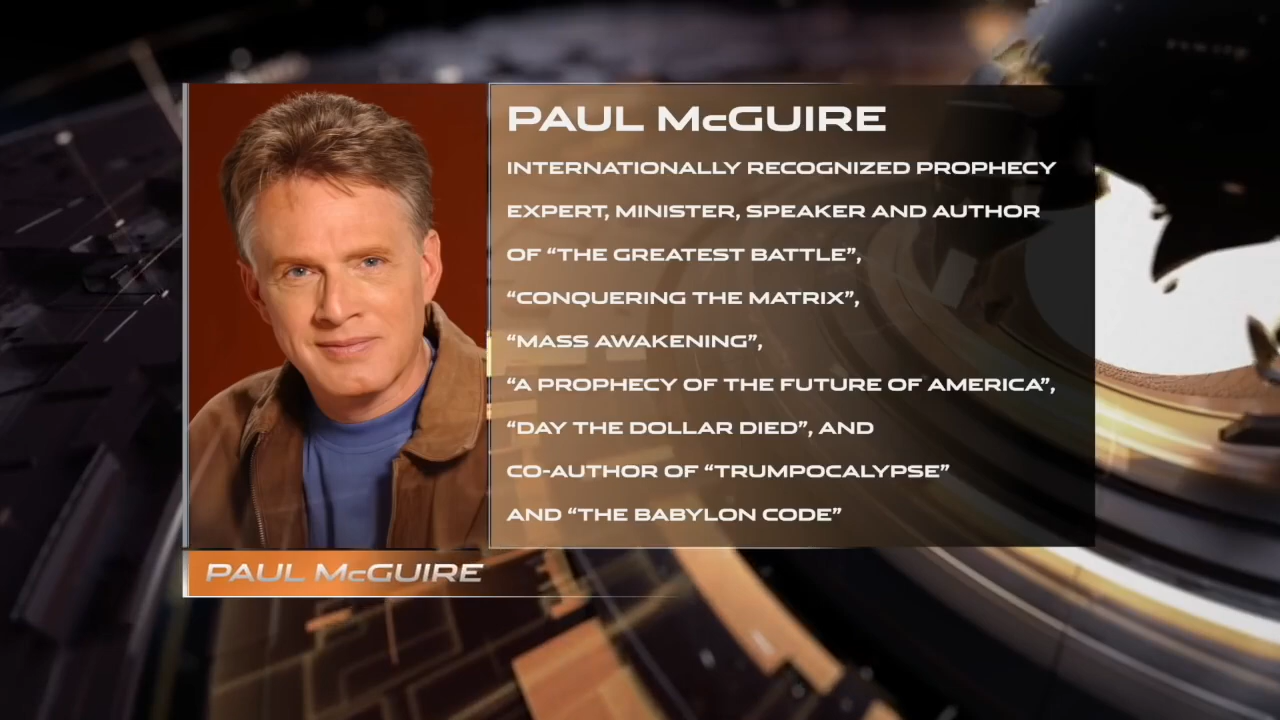 PAUL McGUIRE
INTERNATIONALLY RECOGNIZED PROPHECY
EXPERT, MINISTER, SPEAKER AND AUTHOR
OF “THE GREATEST BATTLE”,
“CONQUERING THE MATRIX”,
“MASS AWAKENING”,
“A PROPHECY OF THE FUTURE OF AMERICA”,
“DAY THE DOLLAR DIED”, AND
CO-AUTHOR OF “TRUMPOCALYPSE”
AND “THE BABYLON CODE”
PAUL McGUIRE